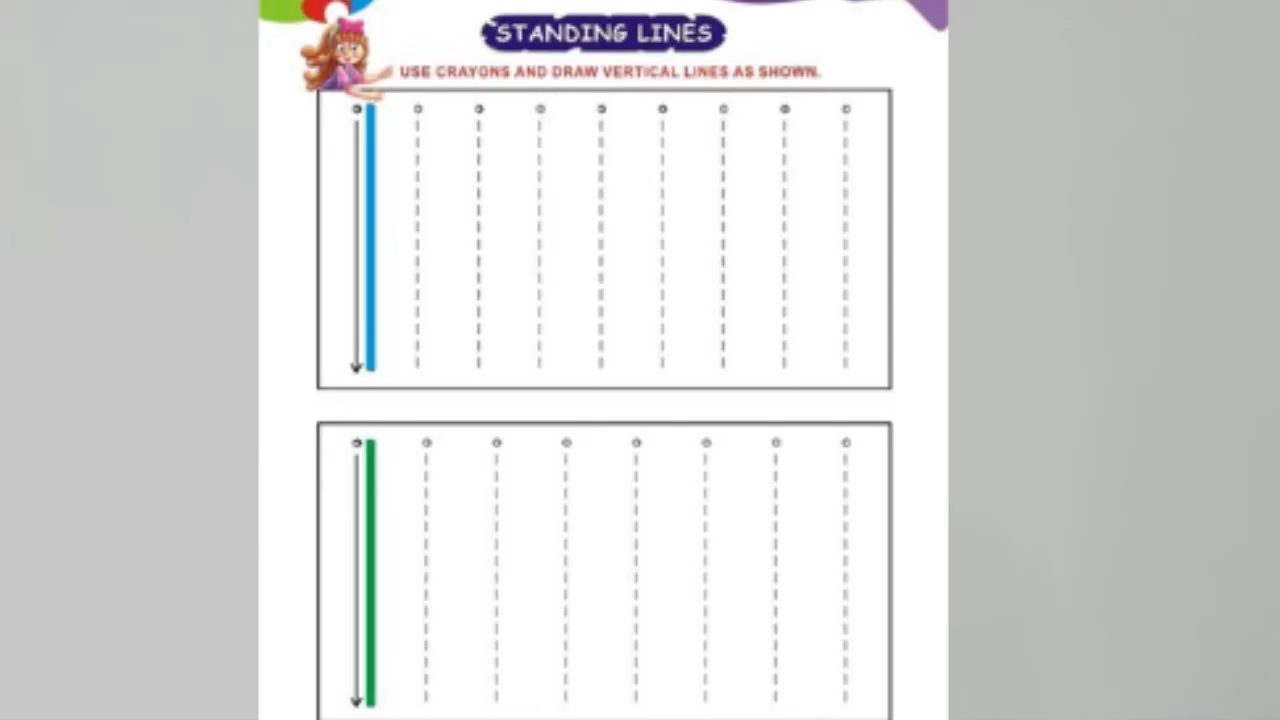 STANDING LINES
USE CRAYONS AND DRAW VERTICAL LINES AS SHOWN.